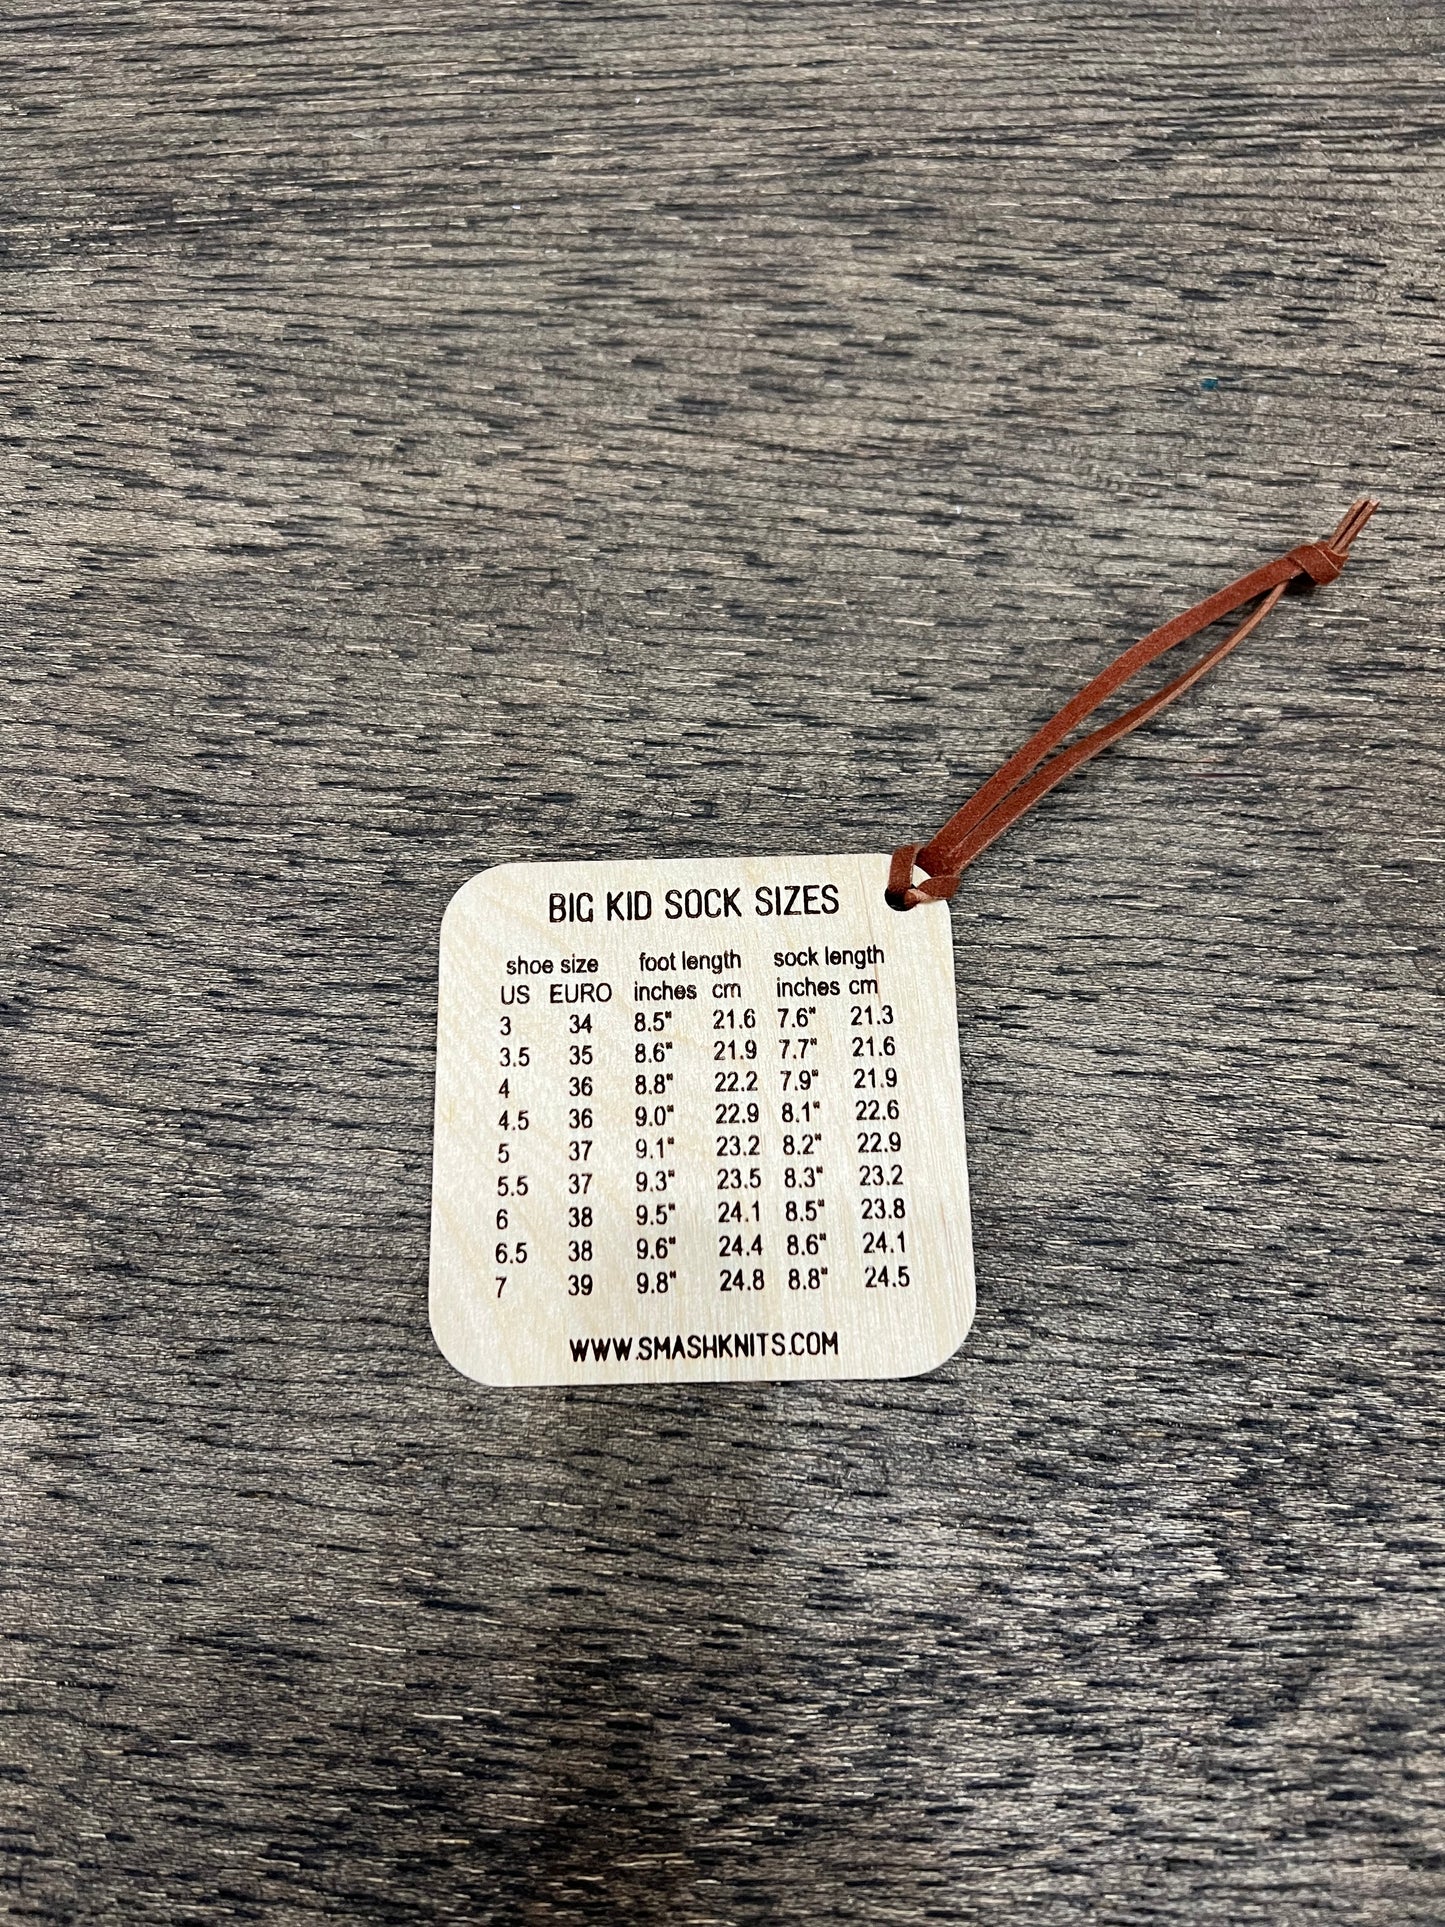 BIG KID SOCK SIZES
shoe size foot length sock length
US EURO inches cm inches cm
3 34 8.5" 21.6 7.6" 21.3
3.5 35 8.6" 21.9 7.7" 21.6
4 36 8.8" 22.2 7.9" 21.9
4.5 36 9.0" 22.9 8.1" 22.6
5 37 9.1" 23.2 8.2" 22.9
5.5 37 9.3" 23.5 8.3" 23.2
6 38 9.5" 24.1 8.5" 23.8
6.5 38 9.6" 24.4 8.6" 24.1
7 39 9.8" 24.8 8.8" 24.5
WWW.SMASHKNITS.COM